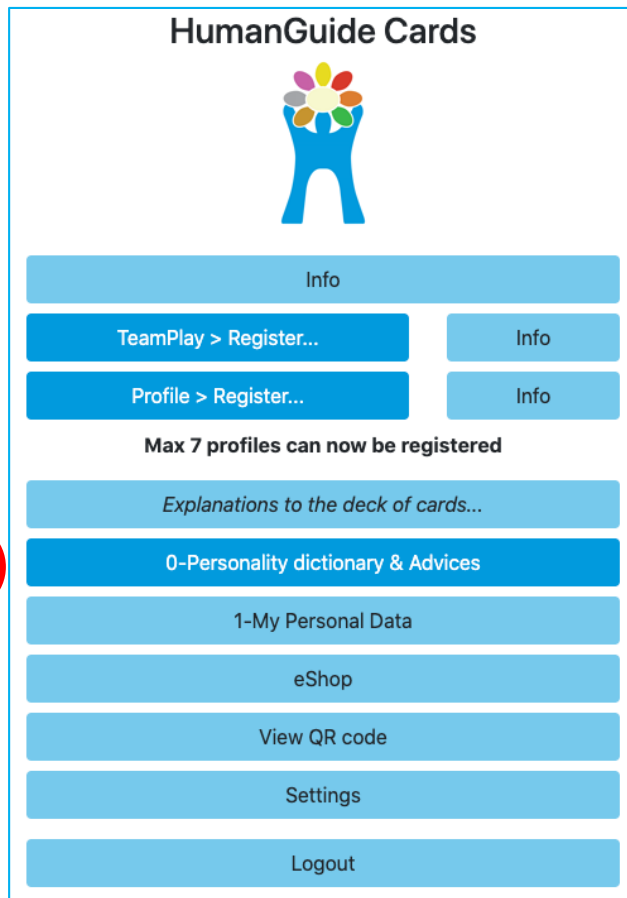 HumanGuide Cards
Info
TeamPlay > Register...
Info
Profile > Register...
Info
Max 7 profiles can now be registered
Explanations to the deck of cards...
0-Personality dictionary & Advices
1-My Personal Data
eShop
View QR code
Settings
Logout